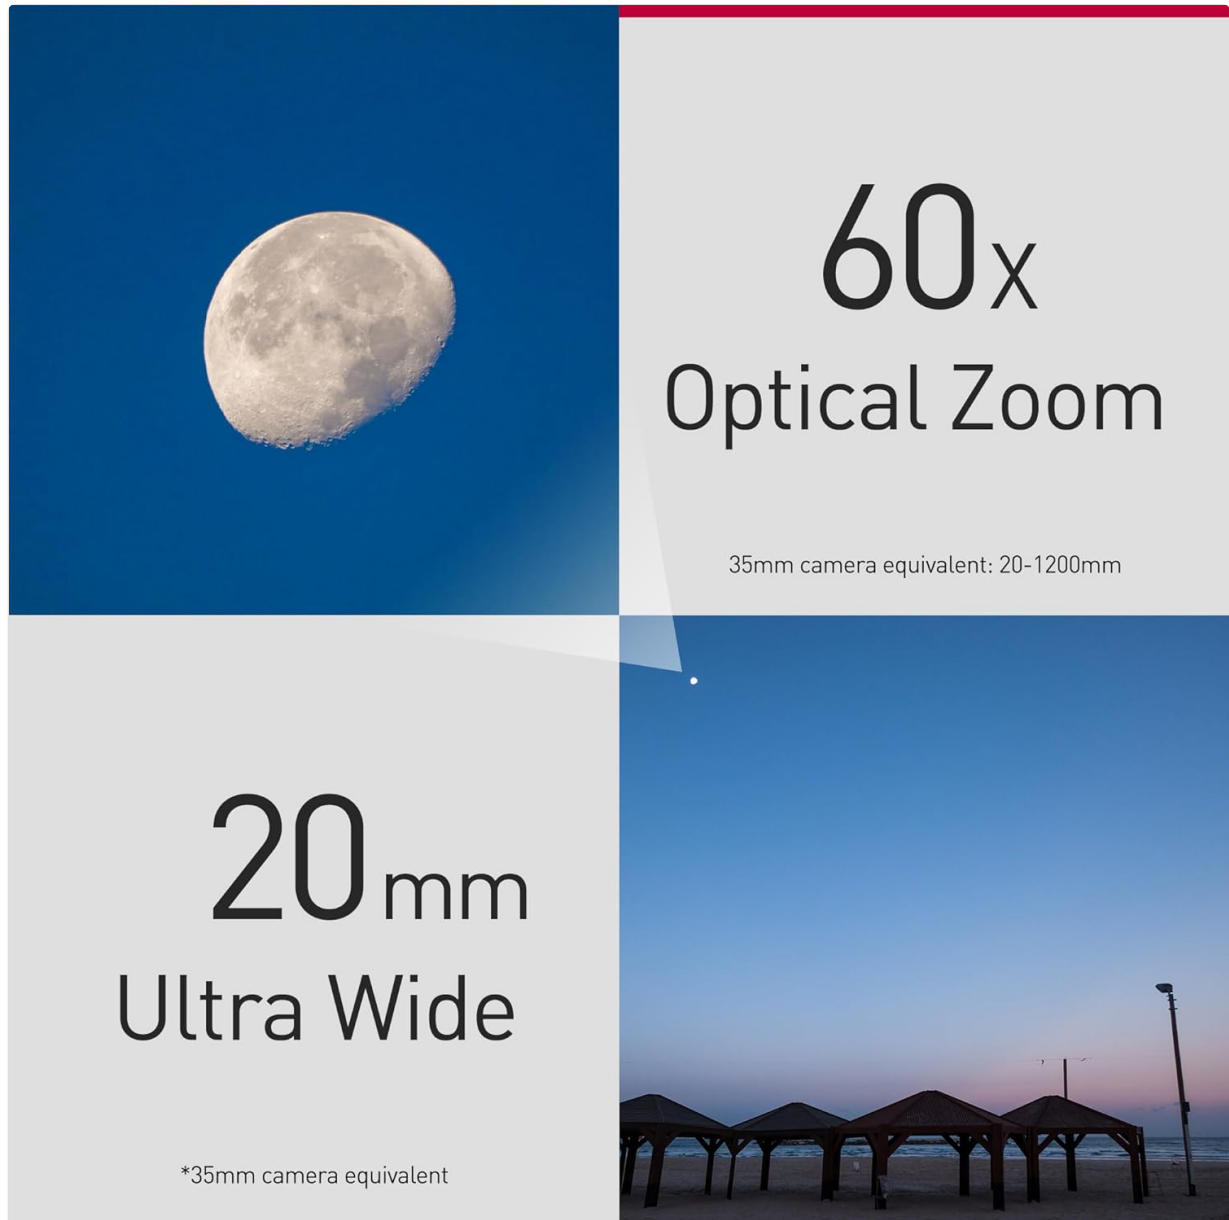 60x
Optical Zoom
35mm camera equivalent: 20-1200mm
20mm
Ultra Wide
*35mm camera equivalent